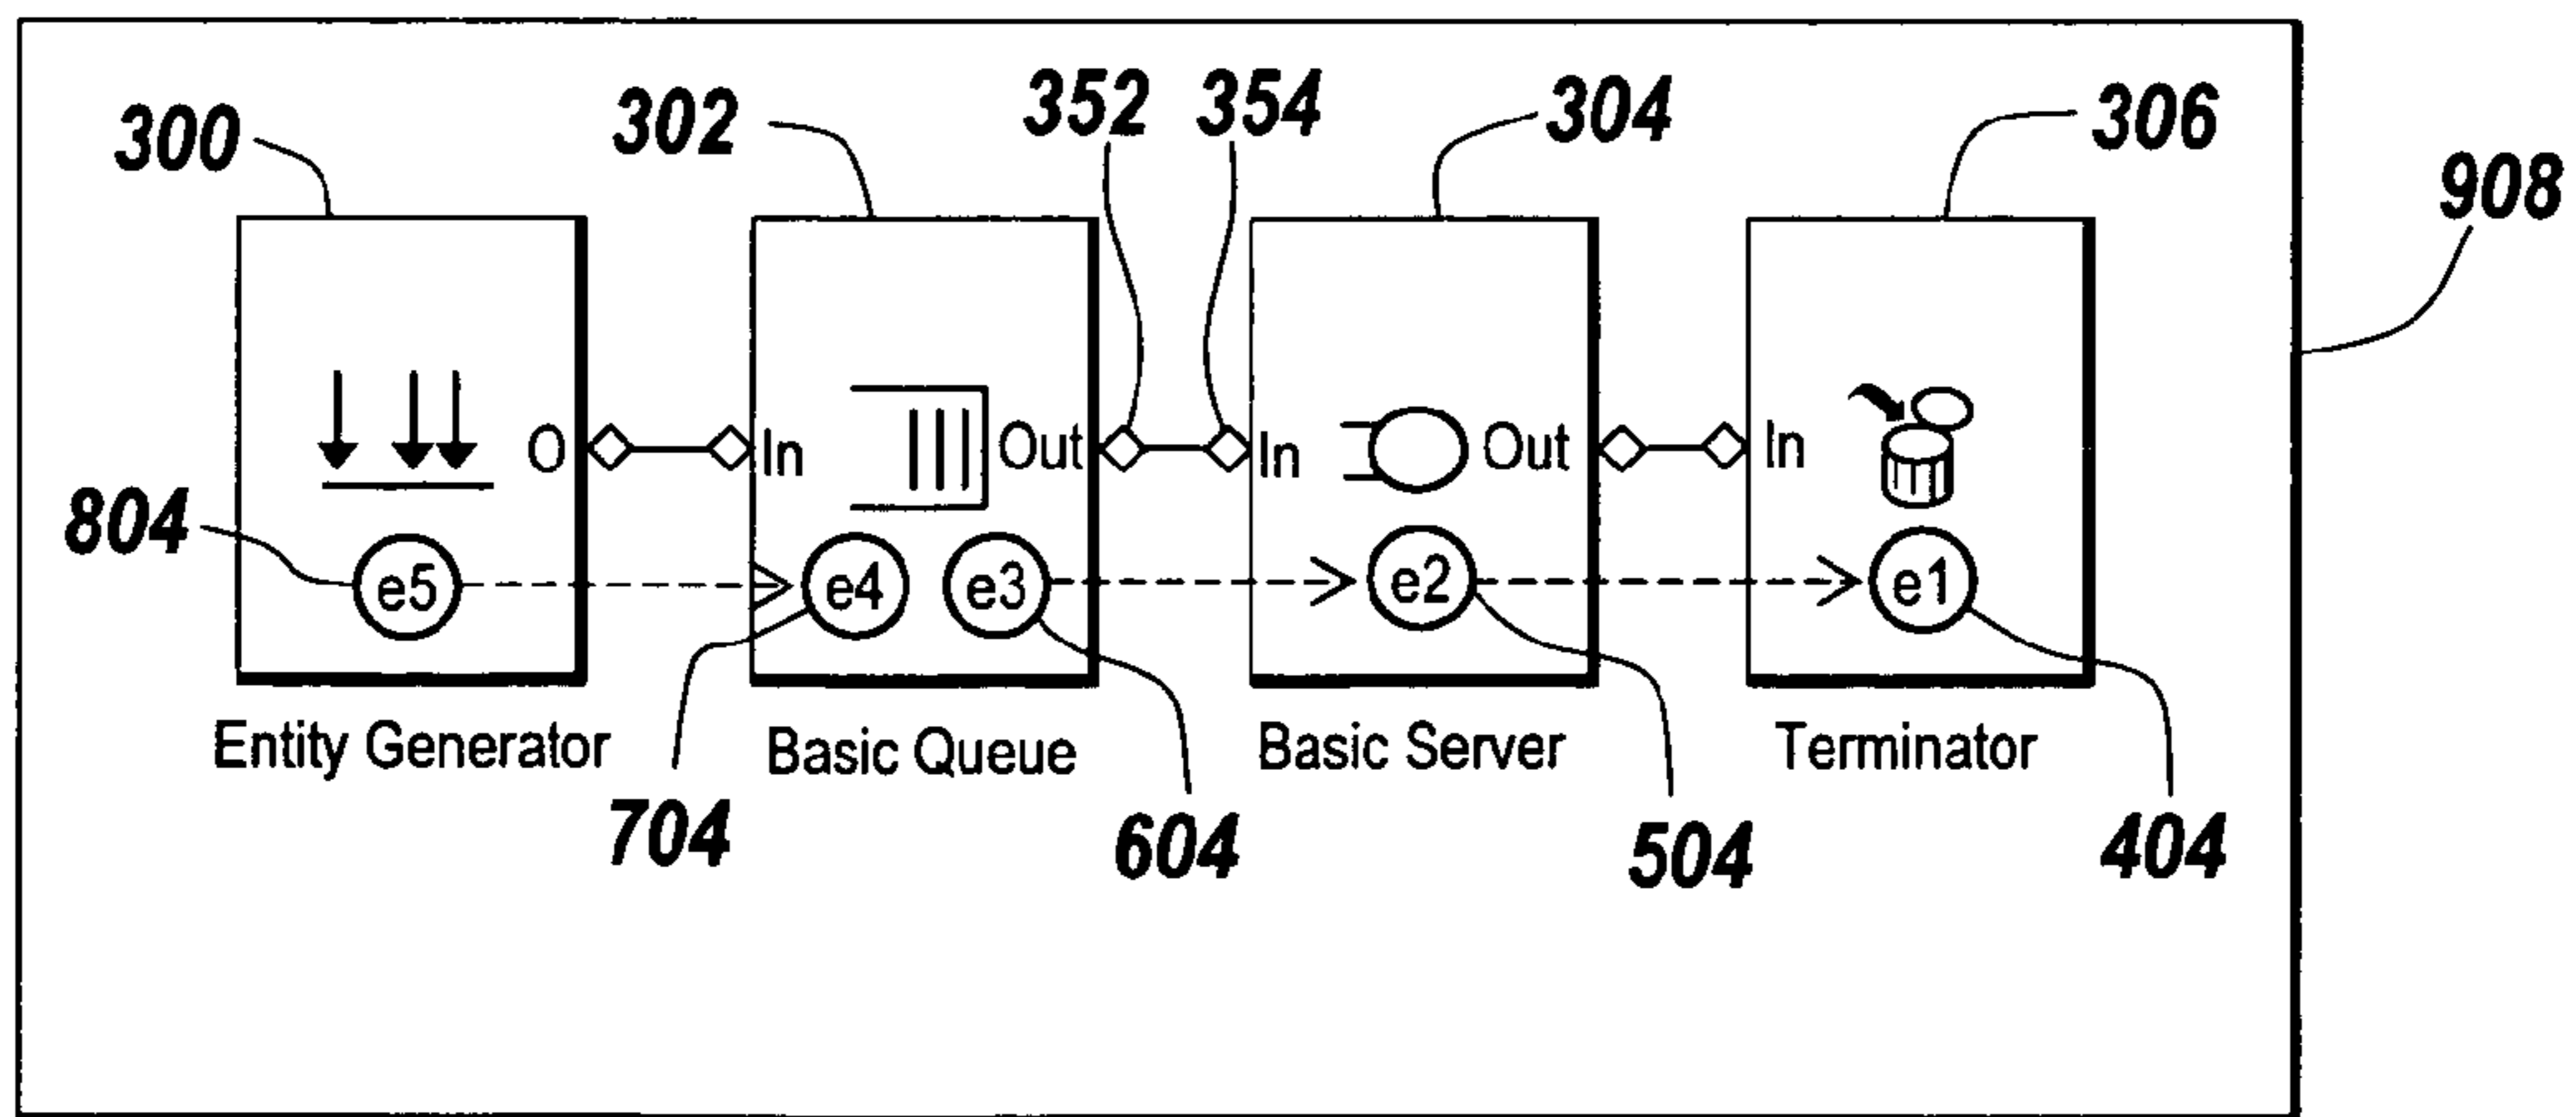 300 302 352 354 304 306
908
O In Out In Out In
804 e5 e4 e3 e2 e1
Entity Generator Basic Queue Basic Server Terminator
704 604 504 404